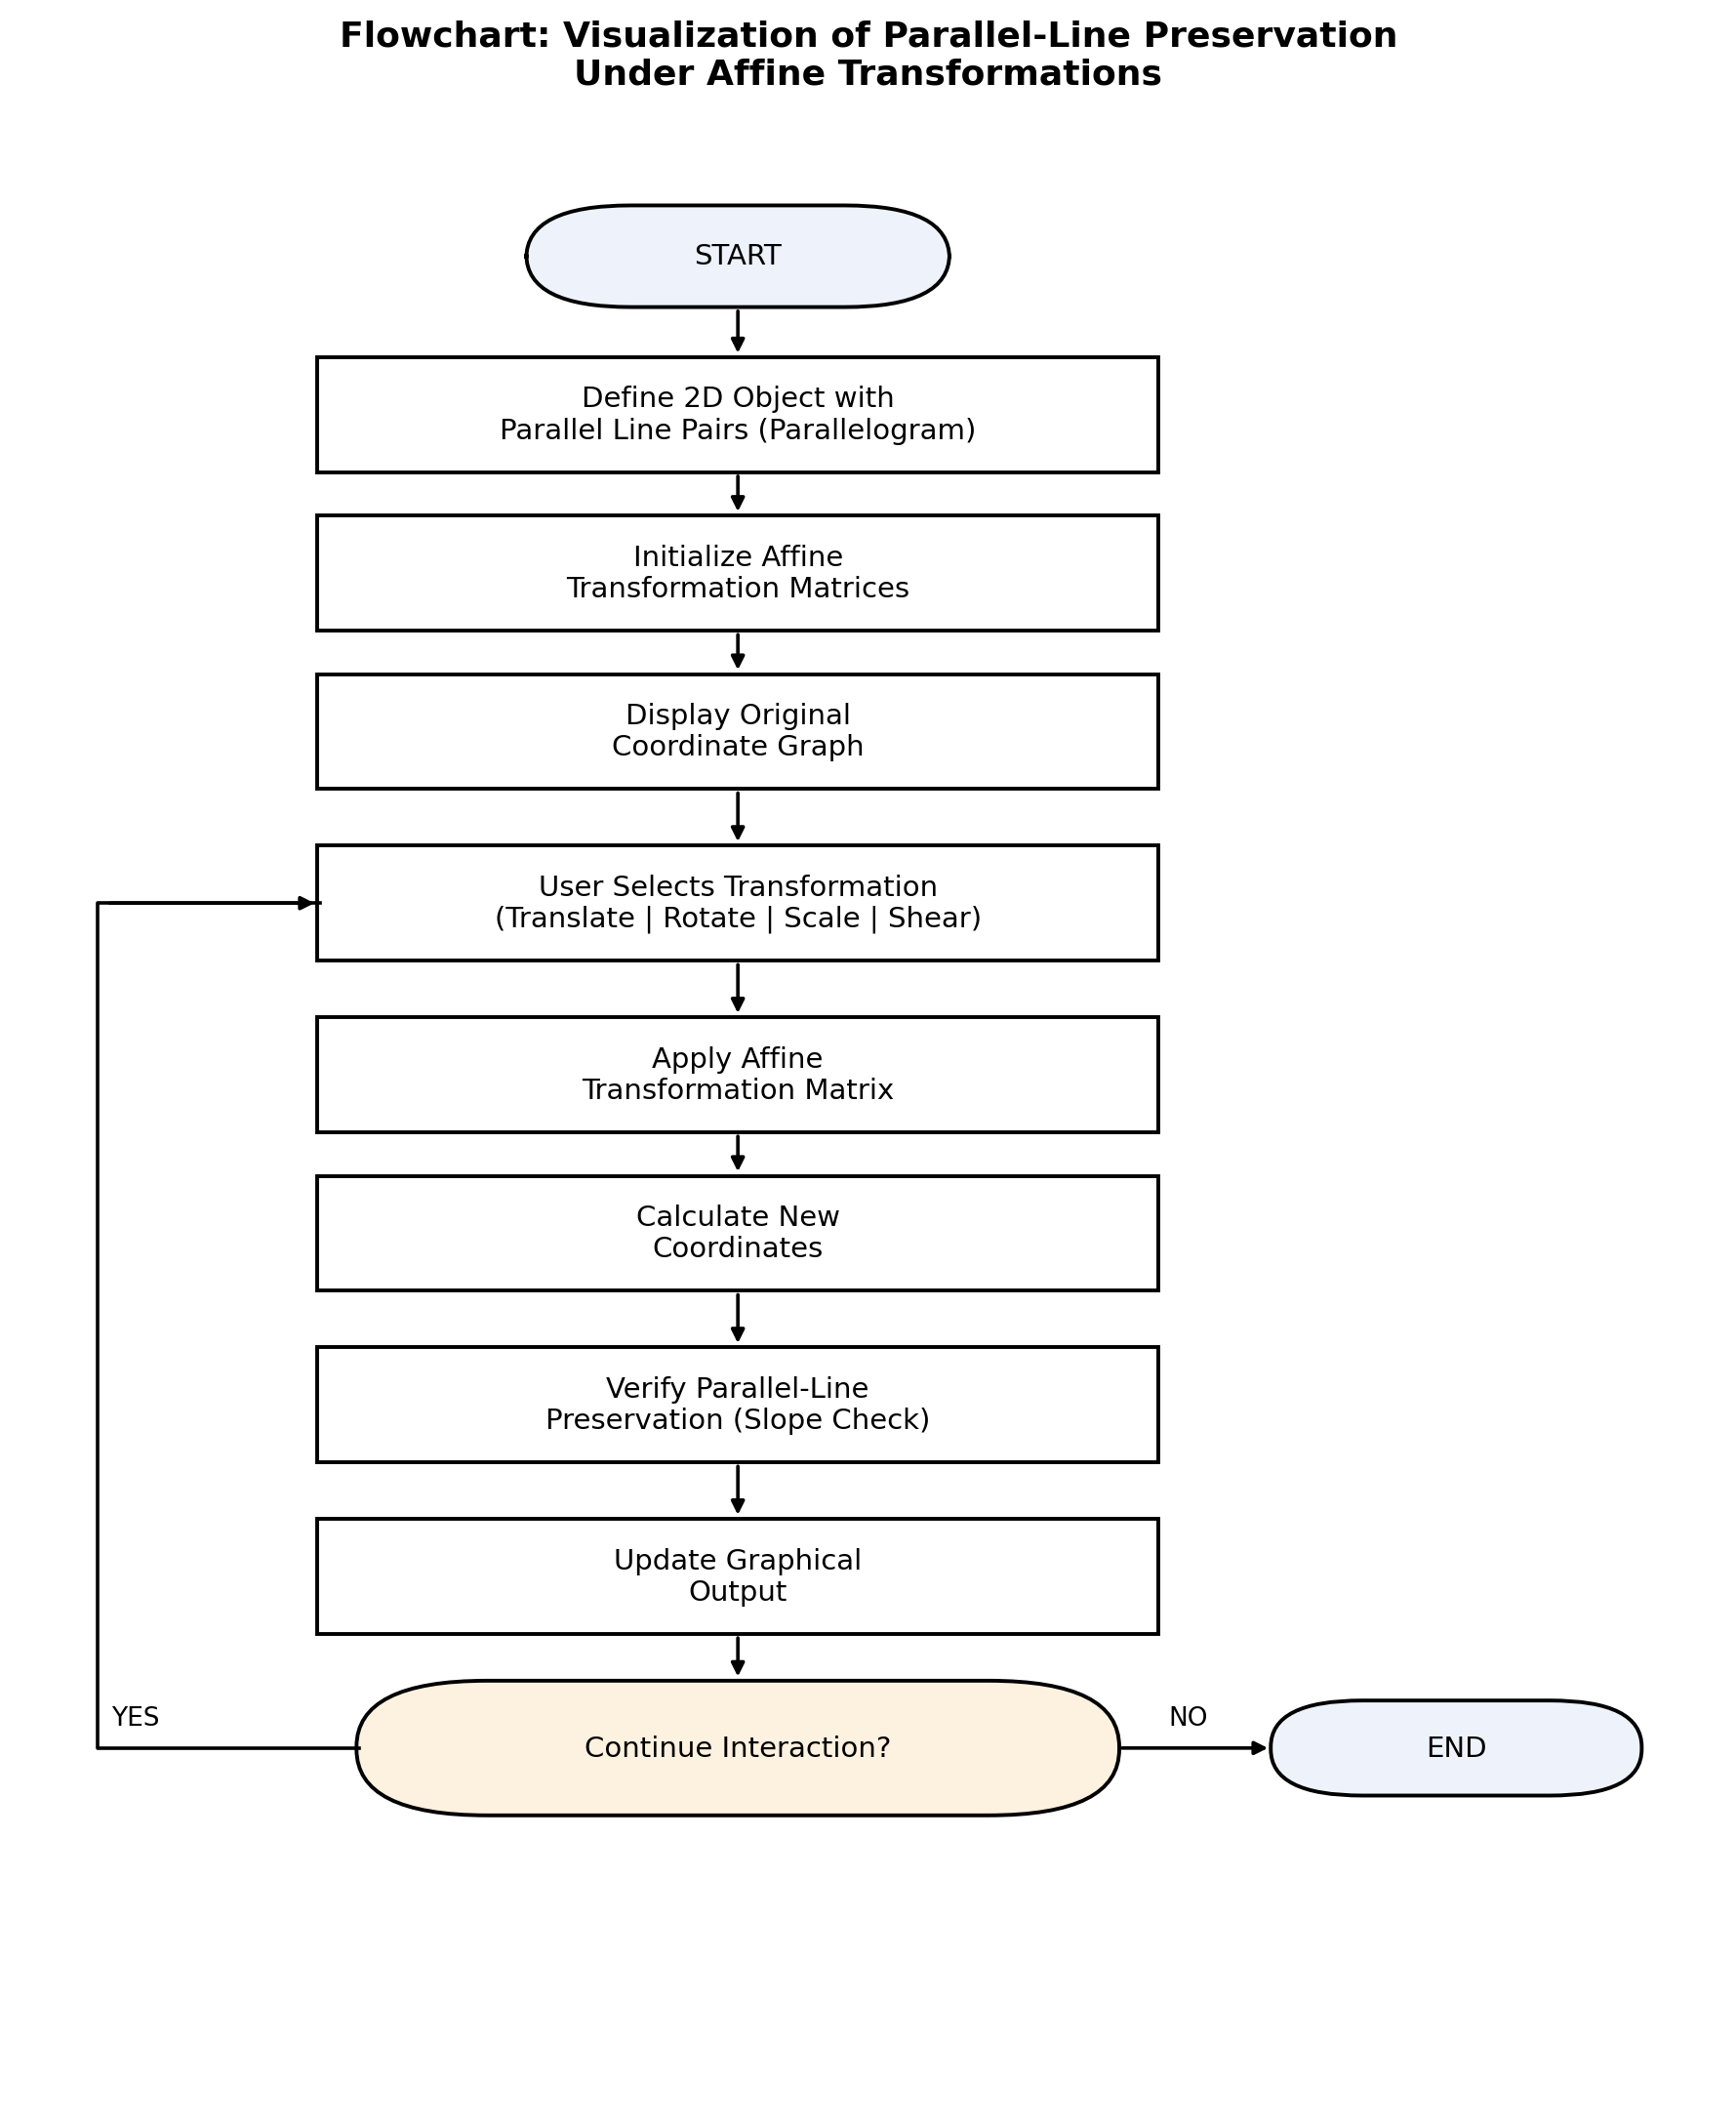 Flowchart: Visualization of Parallel-Line Preservation
Under Affine Transformations
START
Define 2D Object with
Parallel Line Pairs (Parallelogram)
Initialize Affine
Transformation Matrices
Display Original
Coordinate Graph
User Selects Transformation
(Translate | Rotate | Scale | Shear)
Apply Affine
Transformation Matrix
Calculate New
Coordinates
Verify Parallel-Line
Preservation (Slope Check)
Update Graphical
Output
YES
Continue Interaction?
NO
END